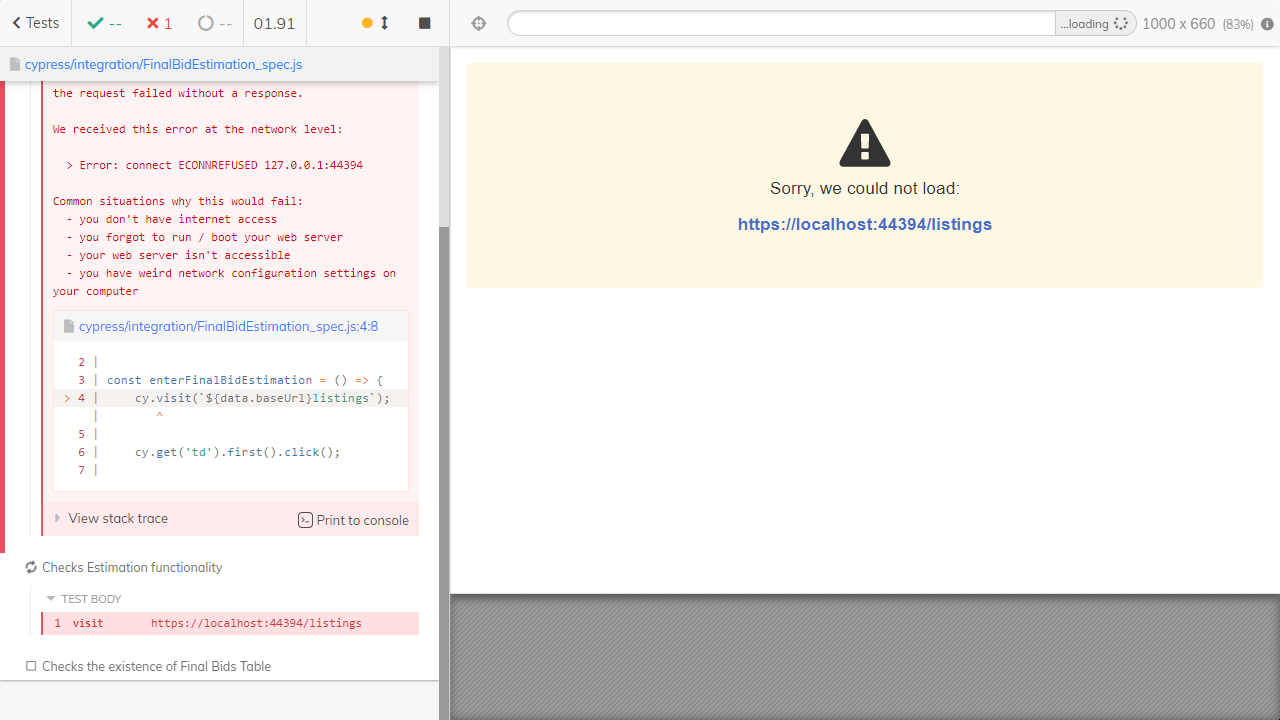 Tests
--
1
--
01.91
...loading
1000 x 660 (83%)
cypress/integration/FinalBidEstimation_spec.js
the request failed without a response.
We received this error at the network level:
> Error: connect ECONNREFUSED 127.0.0.1:44394
Common situations why this would fail:
- you don't have internet access
- you forgot to run / boot your web server
- your web server isn't accessible
- you have weird network configuration settings on
your computer
cypress/integration/FinalBidEstimation_spec.js:4:8
2 |
3 | const enterFinalBidEstimation = () => {
> 4 |     cy.visit(`${data.baseUrl}listings`);
|        ^
5 |
6 |     cy.get('td').first().click();
7 |
View stack trace
Print to console
Checks Estimation functionality
TEST BODY
1 visit https://localhost:44394/listings
Checks the existence of Final Bids Table
Sorry, we could not load:
https://localhost:44394/listings